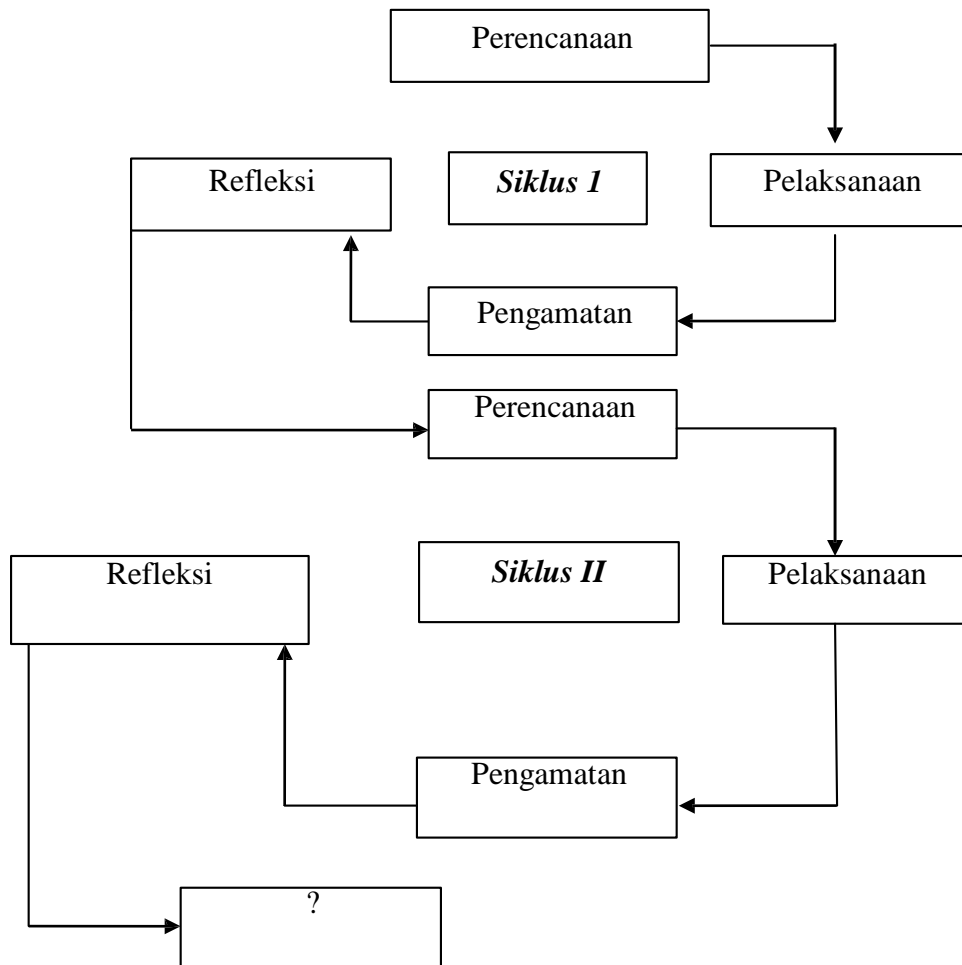 Perencanaan
Refleksi
Siklus 1
Pelaksanaan
Pengamatan
Perencanaan
Refleksi
Siklus II
Pelaksanaan
Pengamatan
?